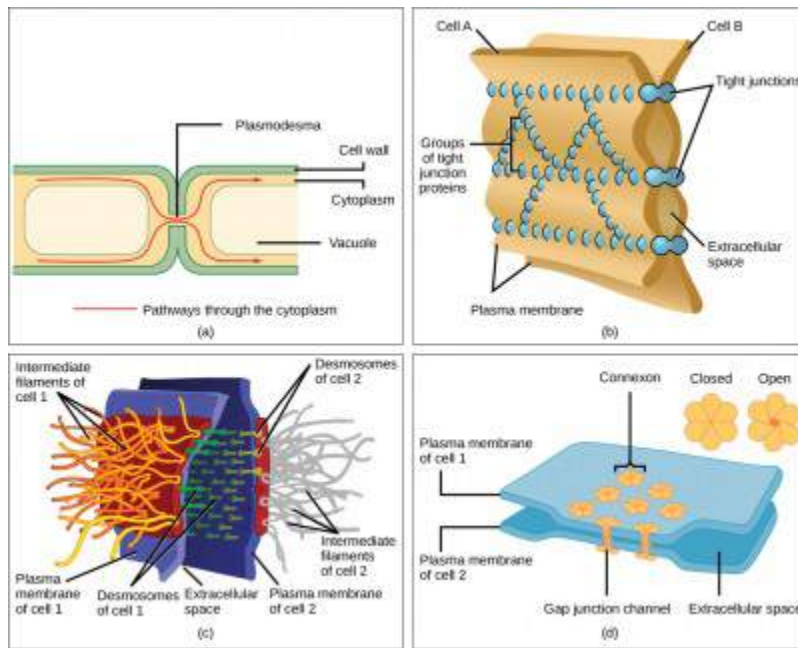 Plasmodesma
Cell wall
Cytoplasm
Vacuole
Pathways through the cytoplasm
(a)
Cell A
Cell B
Tight junctions
Groups
of tight
junction
proteins
Extracellular
space
Plasma membrane
(b)
Intermediate
filaments of
cell 1
Desmosomes
of cell 2
Intermediate
filaments of
cell 2
Plasma
membrane
of cell 1
Desmosomes
of cell 1
Extracellular
space
Plasma membrane
of cell 2
(c)
Connexon
Closed
Open
Plasma membrane
of cell 1
Plasma membrane
of cell 2
Gap junction channel
Extracellular space
(d)